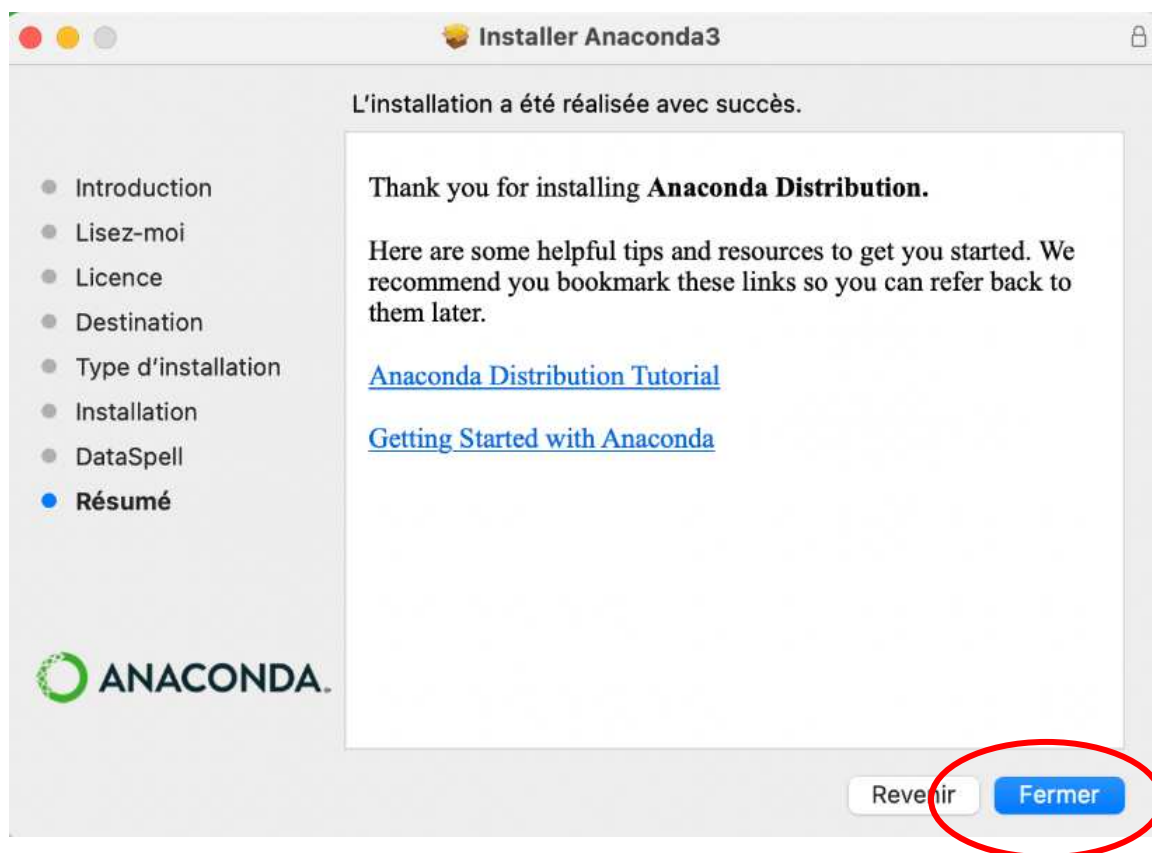 Installer Anaconda3
L'installation a été réalisée avec succès.
Introduction
Lisez-moi
Licence
Destination
Type d'installation
Installation
DataSpell
Résumé
ANACONDA.
Thank you for installing Anaconda Distribution.
Here are some helpful tips and resources to get you started. We
recommend you bookmark these links so you can refer back to
them later.
Anaconda Distribution Tutorial
Getting Started with Anaconda
Revenir
Fermer